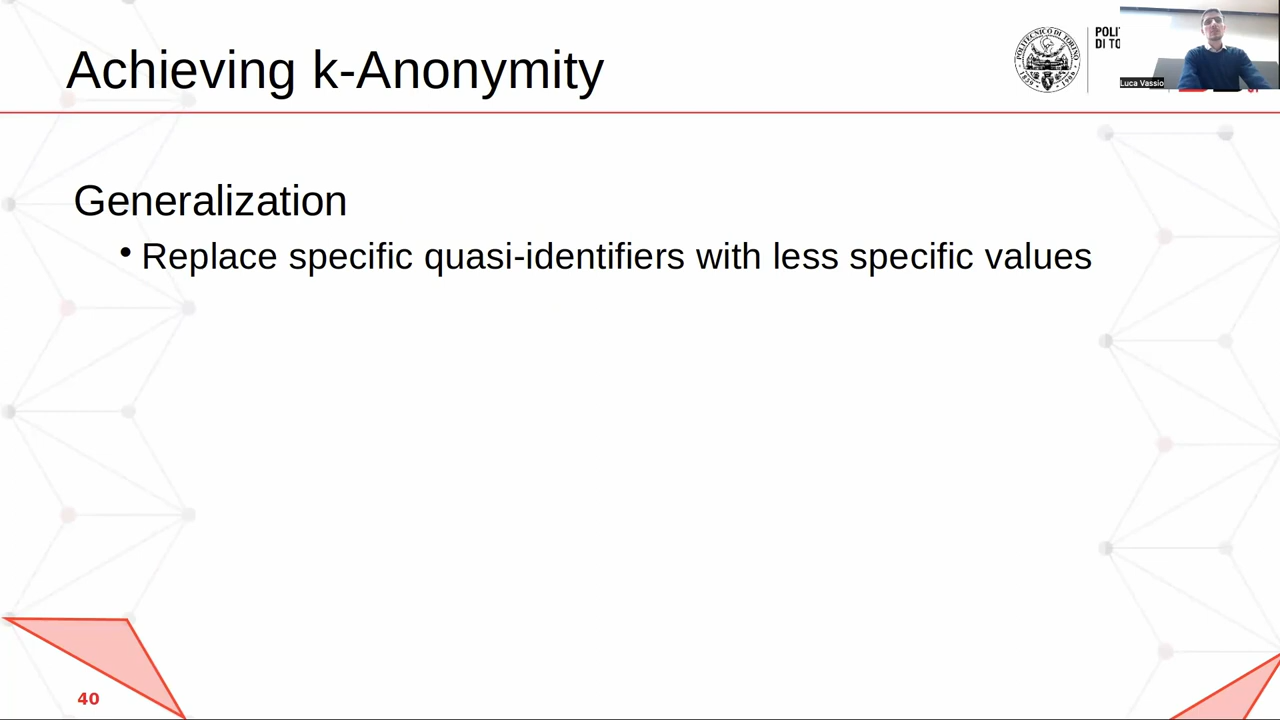 Achieving k-Anonymity
POLI
DI TO
Luca Vassio
Generalization
• Replace specific quasi-identifiers with less specific values
40